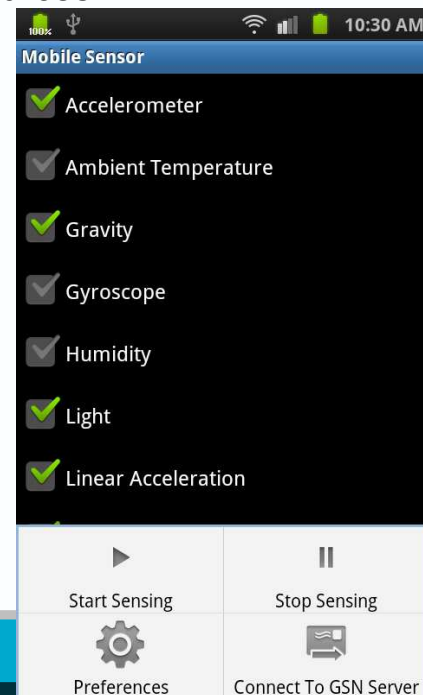 100%
10:30 AM
Mobile Sensor
Accelerometer
Ambient Temperature
Gravity
Gyroscope
Humidity
Light
Linear Acceleration
Start Sensing
Stop Sensing
Preferences
Connect To GSN Server